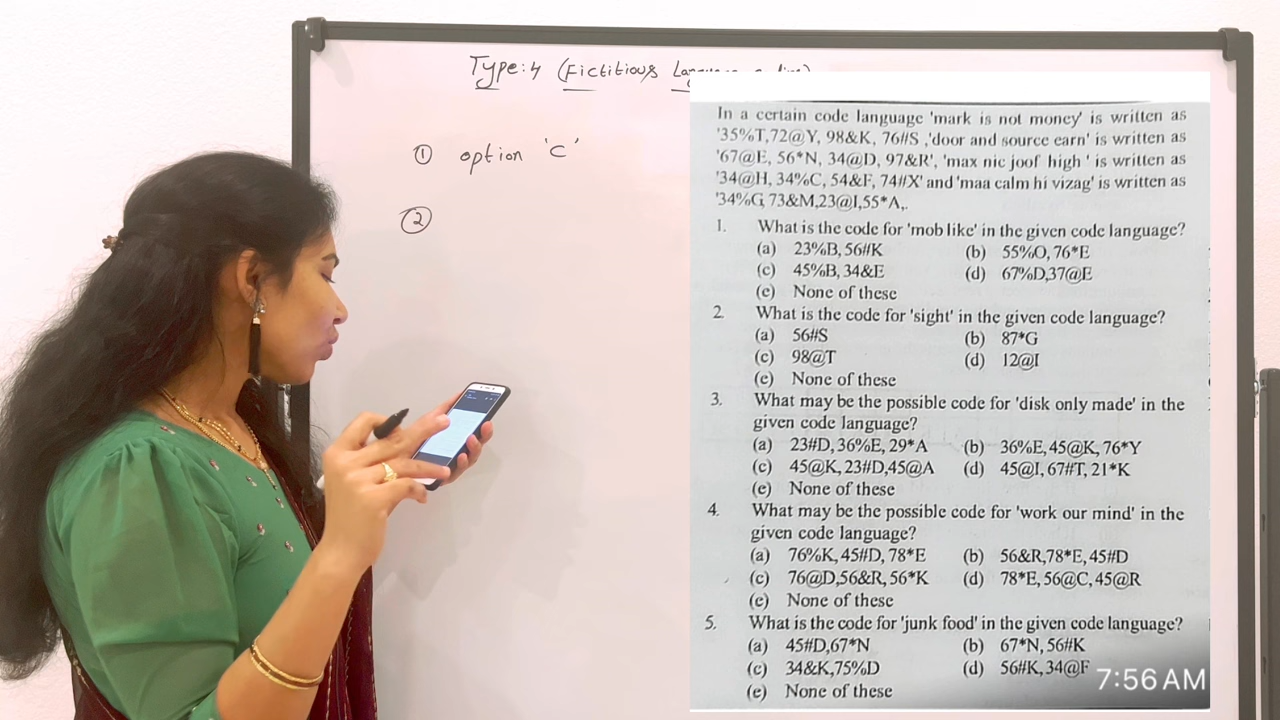 Type:4 (Fictitious
① option 'c'
②
In a certain code language 'mark is not money' is written as
'35%T,72@Y, 98&K, 76#S ,'door and source earn' is written as
'67@E, 56*N, 34@D, 97&R', 'max nic joof high ' is written as
'34@H, 34%C, 54&F, 74#X' and 'maa calm hi vizag' is written as
'34%G, 73&M,23@I,55*A,.
1. What is the code for 'mob like' in the given code language?
(a) 23%B, 56#K (b) 55%O, 76*E
(c) 45%B, 34&E (d) 67%D,37@E
(e) None of these
2. What is the code for 'sight' in the given code language?
(a) 56#S (b) 87*G
(c) 98@T (d) 12@I
(e) None of these
3. What may be the possible code for 'disk only made' in the
given code language?
(a) 23#D, 36%E, 29*A (b) 36%E, 45@K, 76*Y
(c) 45@K, 23#D,45@A (d) 45@I, 67#T, 21*K
(e) None of these
4. What may be the possible code for 'work our mind' in the
given code language?
(a) 76%K, 45#D, 78*E (b) 56&R,78*E, 45#D
(c) 76@D,56&R, 56*K (d) 78*E, 56@C, 45@R
(e) None of these
5. What is the code for 'junk food' in the given code language?
(a) 45#D,67*N (b) 67*N, 56#K
(c) 34&K,75%D (d) 56#K, 34@F
(e) None of these
7:56 AM